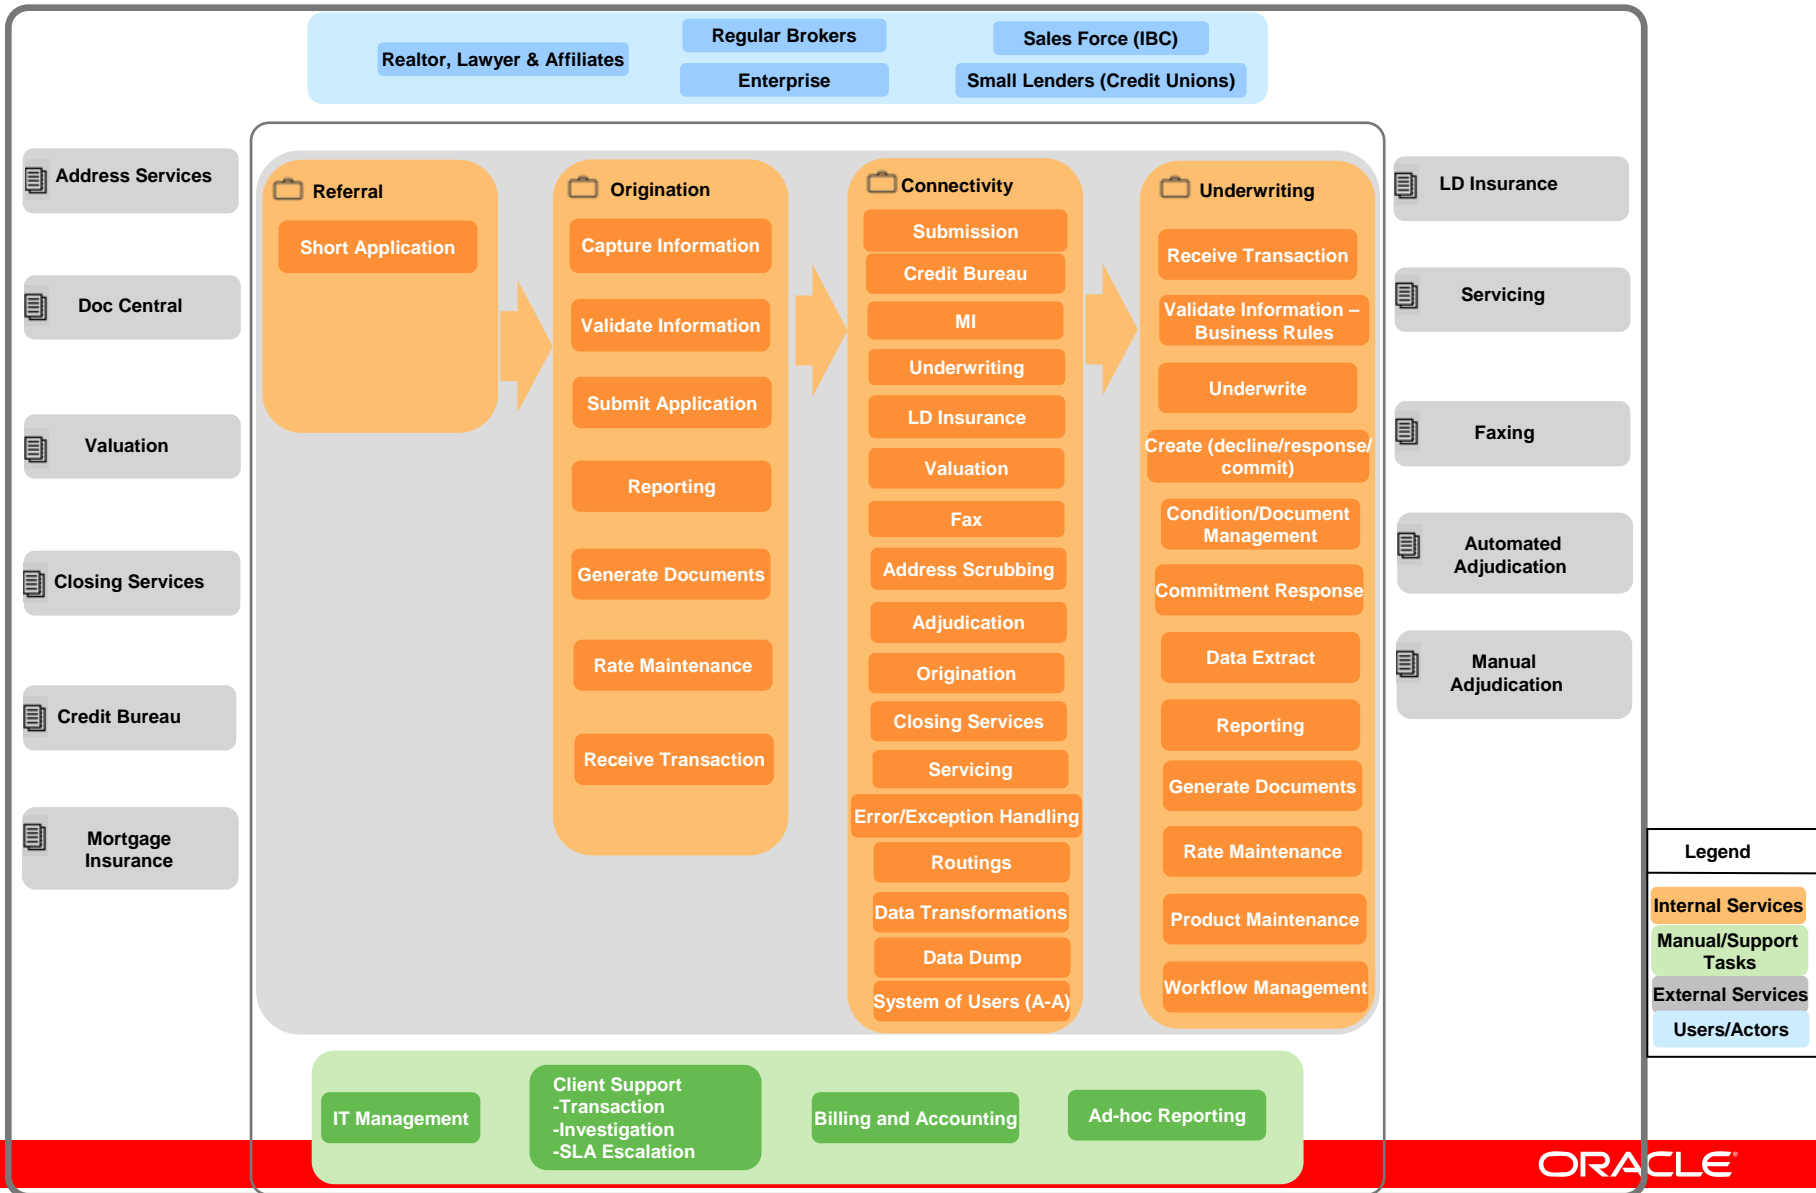 Realtor, Lawyer & Affiliates
Regular Brokers
Enterprise
Sales Force (IBC)
Small Lenders (Credit Unions)
Address Services
Doc Central
Valuation
Closing Services
Credit Bureau
Mortgage
Insurance
Referral
Short Application
Origination
Capture Information
Validate Information
Submit Application
Reporting
Generate Documents
Rate Maintenance
Receive Transaction
Connectivity
Submission
Credit Bureau
MI
Underwriting
LD Insurance
Valuation
Fax
Address Scrubbing
Adjudication
Origination
Closing Services
Servicing
Error/Exception Handling
Routings
Data Transformations
Data Dump
System of Users (A-A)
Underwriting
Receive Transaction
Validate Information –
Business Rules
Underwrite
Create (decline/response/
commit)
Condition/Document
Management
Commitment Response
Data Extract
Reporting
Generate Documents
Rate Maintenance
Product Maintenance
Workflow Management
LD Insurance
Servicing
Faxing
Automated
Adjudication
Manual
Adjudication
Legend
Internal Services
Manual/Support
Tasks
External Services
Users/Actors
IT Management
Client Support
-Transaction
-Investigation
-SLA Escalation
Billing and Accounting
Ad-hoc Reporting
ORACLE